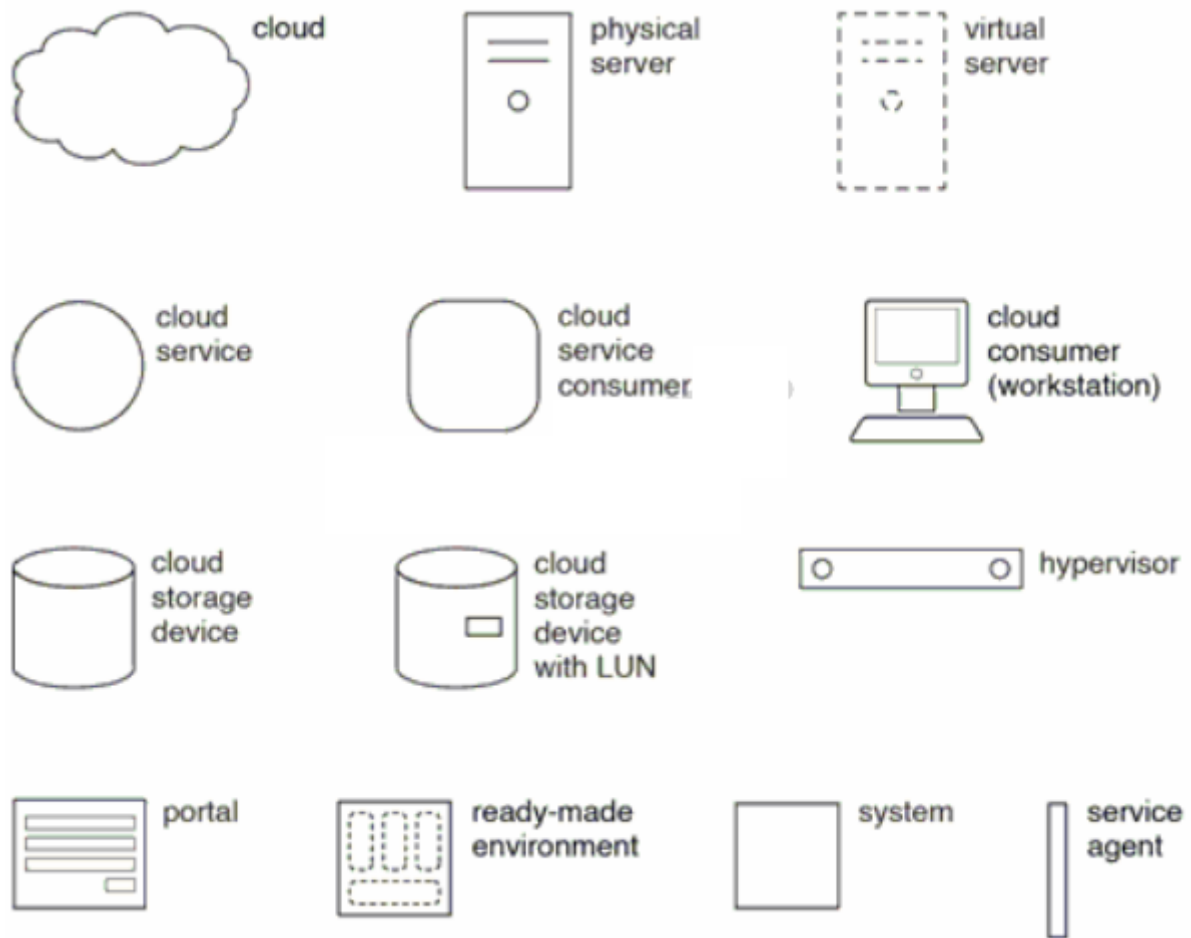 cloud
physical
server
virtual
server
cloud
service
cloud
service
consumer
cloud
consumer
(workstation)
cloud
storage
device
cloud
storage
device
with LUN
hypervisor
portal
ready-made
environment
system
service
agent